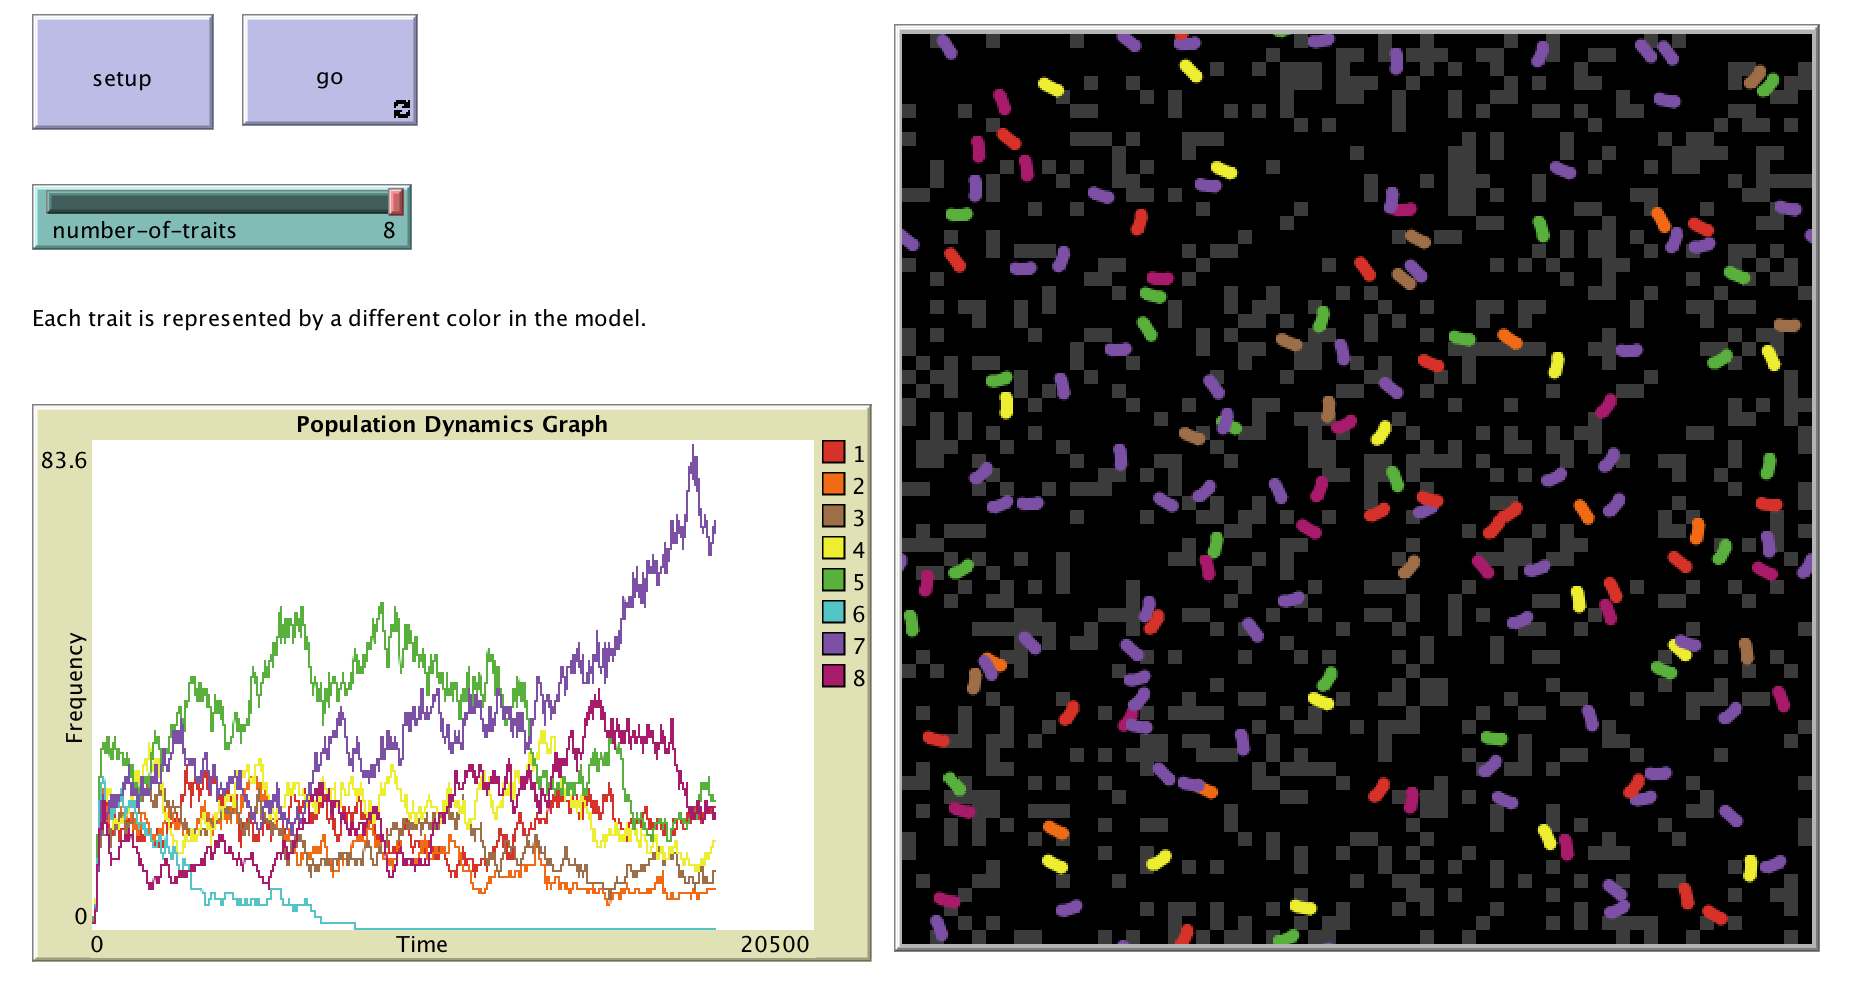 setup
go
number-of-traits
8
Each trait is represented by a different color in the model.
Population Dynamics Graph
83.6
Frequency
0
0
Time
20500
1
2
3
4
5
6
7
8